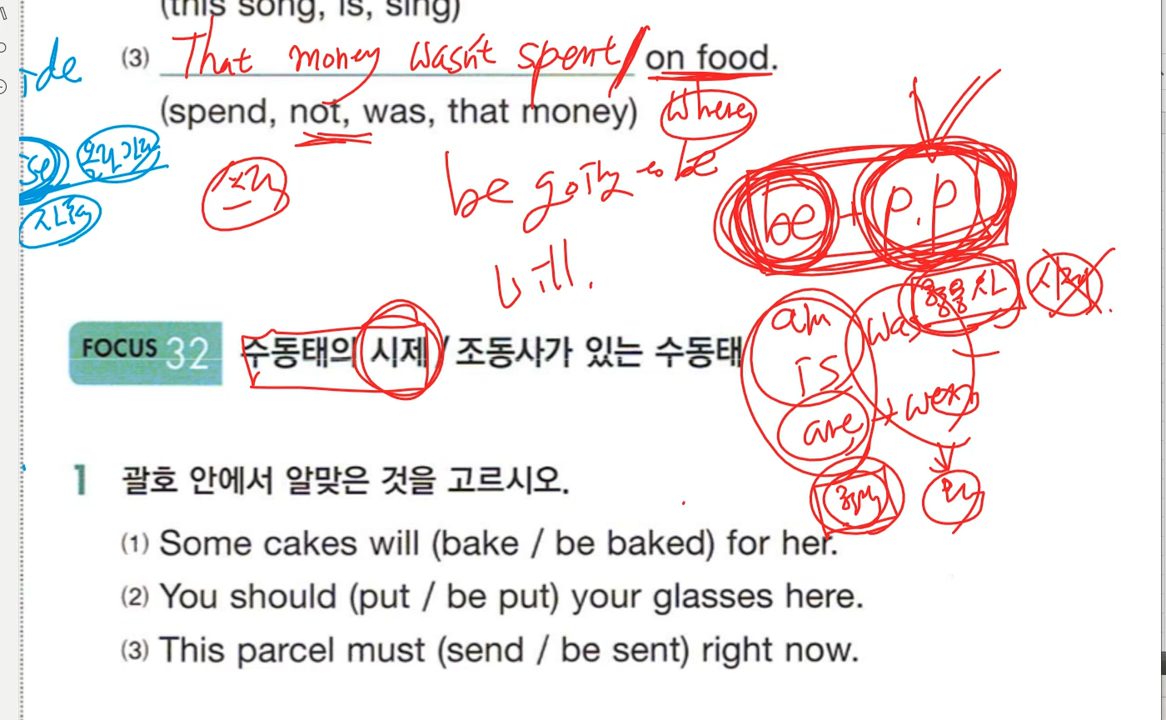 (this song, is, sing)
(3) That money wasn't spent / on food.
(spend, not, was, that money) where
be going to be
will.
be + p.p
am was
is
are + were
FOCUS 32 주동태의 시제 / 조동사가 있는 수동태
1 괄호 안에서 알맞은 것을 고르시오.
(1) Some cakes will (bake / be baked) for her.
(2) You should (put / be put) your glasses here.
(3) This parcel must (send / be sent) right now.